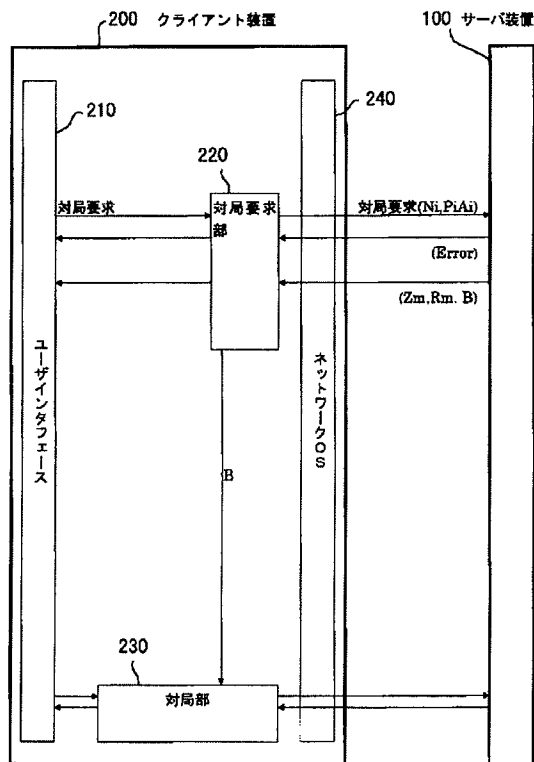 200 クライアント装置
100 サーバ装置
210
240
220
対局要求
対局要求部
対局要求(Ni,PiAi)
(Error)
(Zm,Rm. B)
ユーザインタフェース
ネットワークOS
B
230
対局部